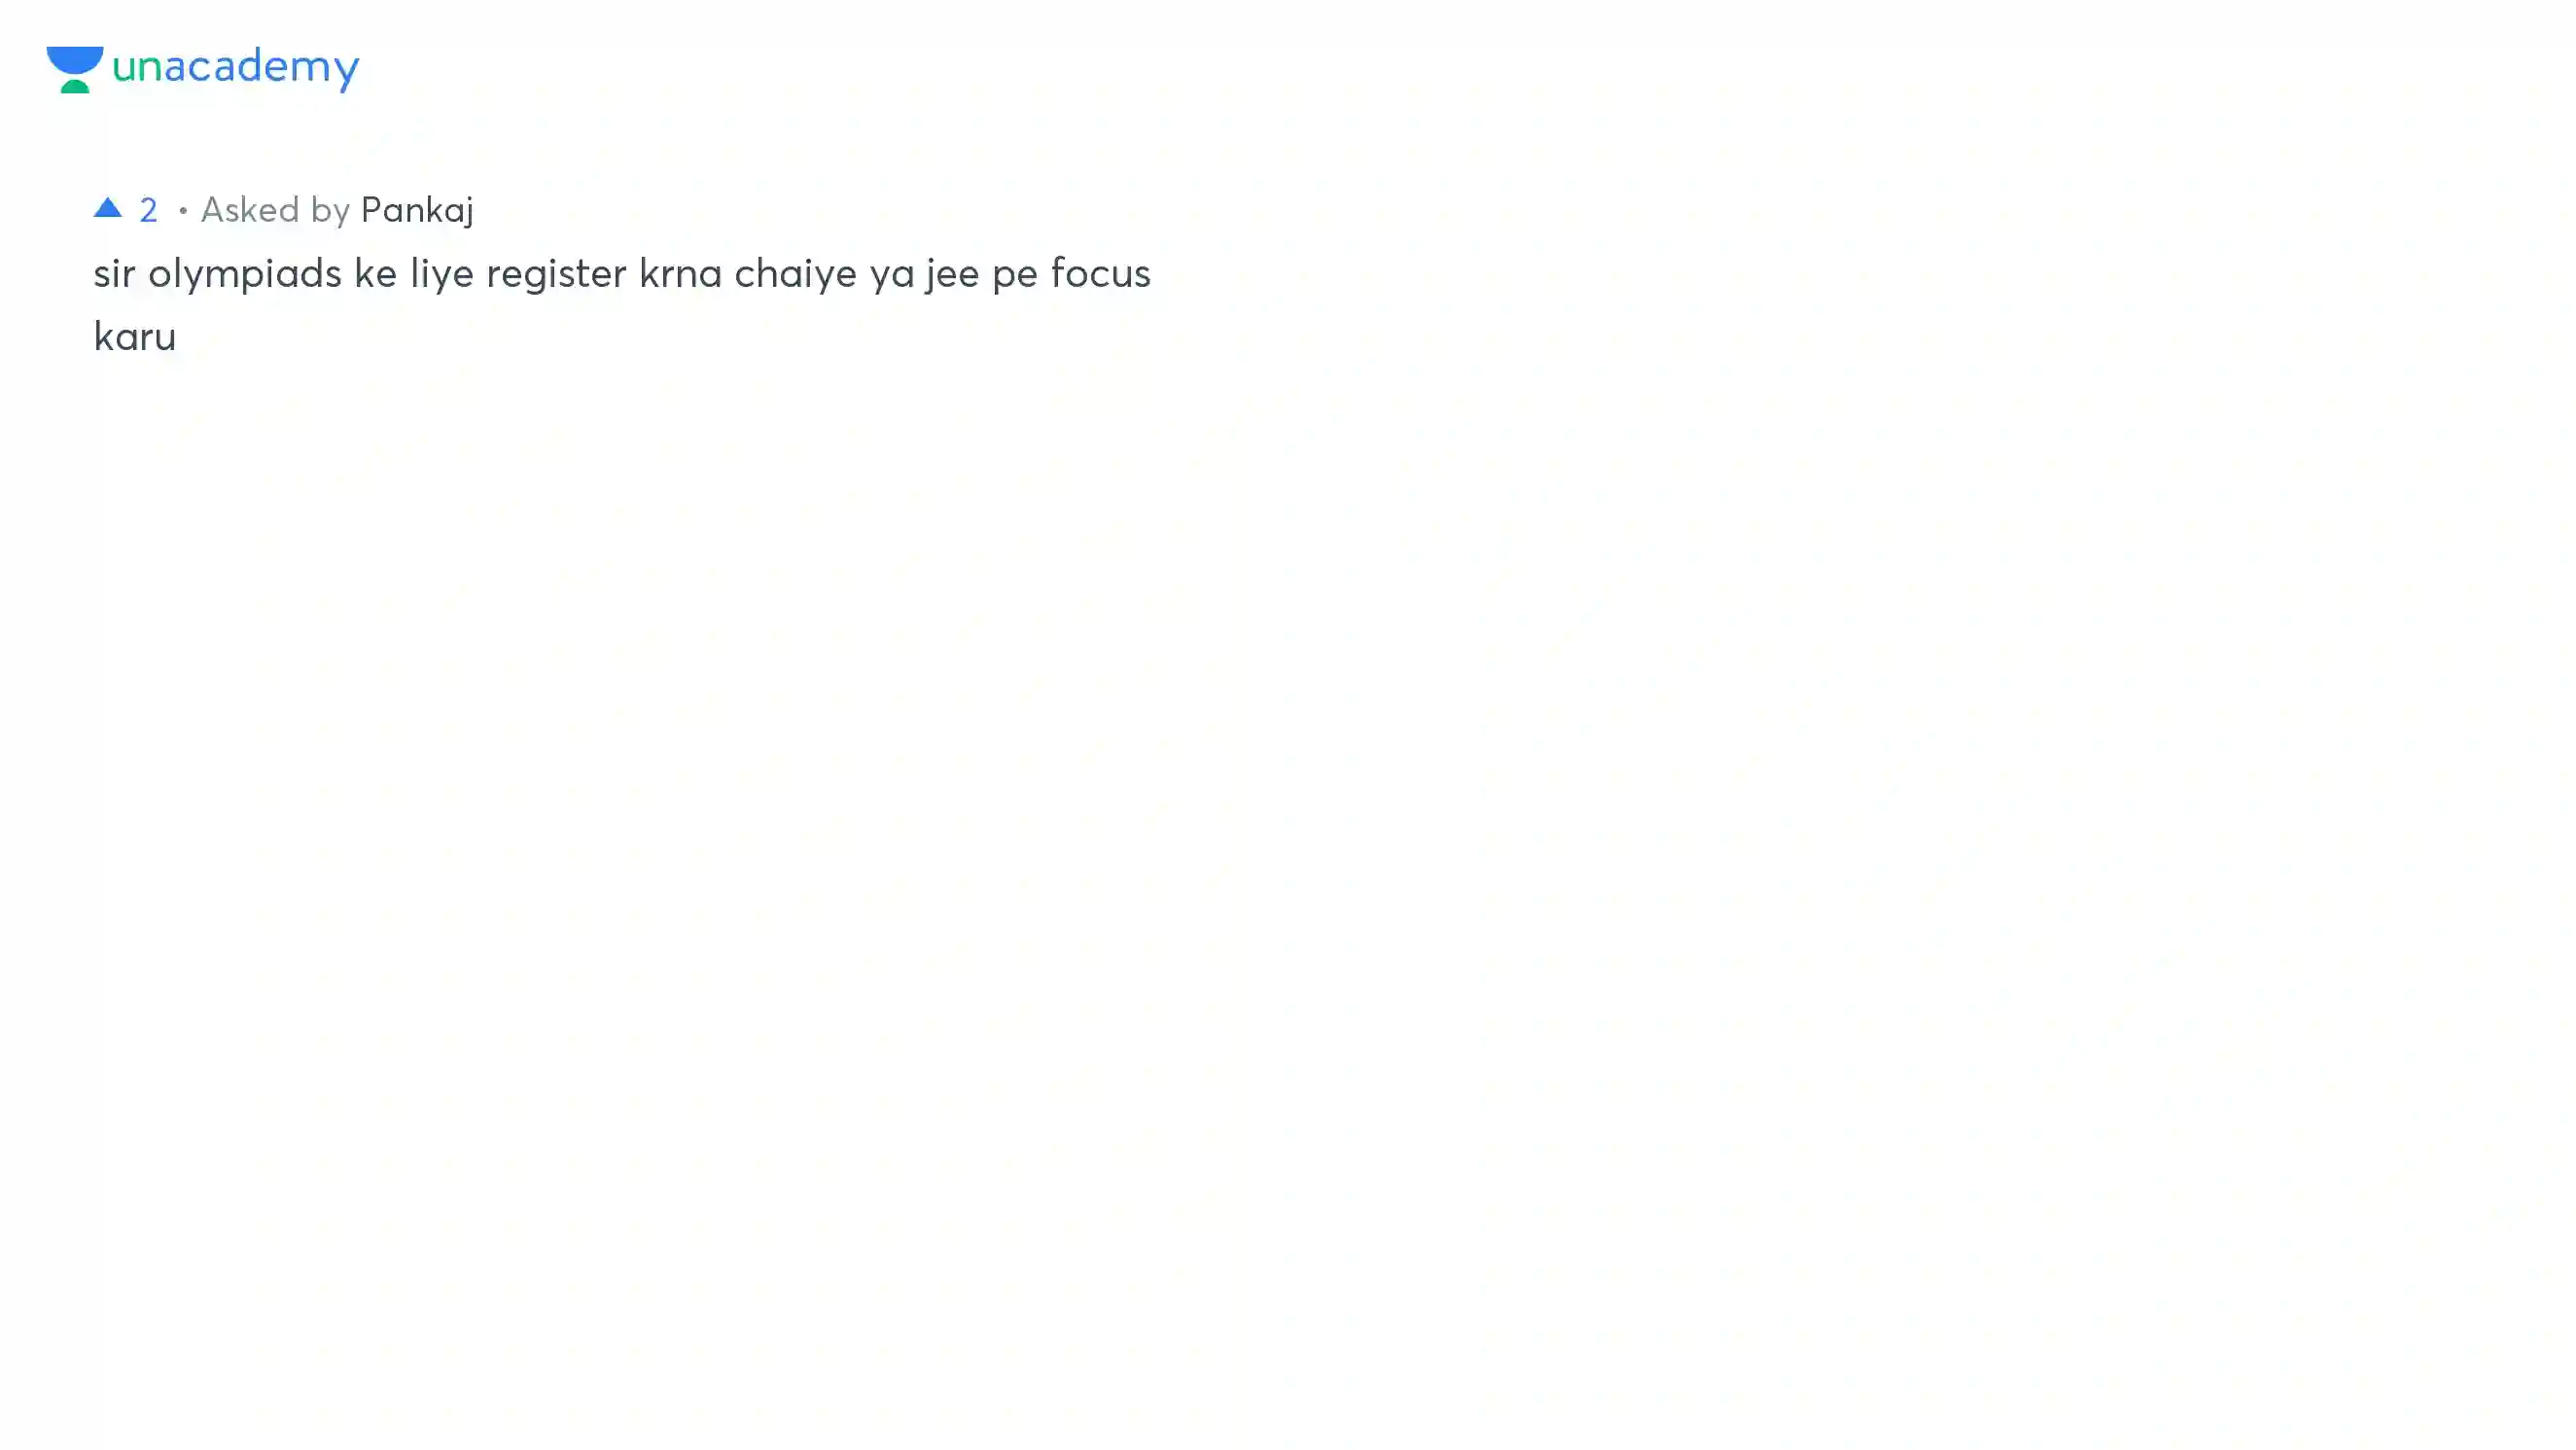 unacademy
2 • Asked by Pankaj
sir olympiads ke liye register krna chaiye ya jee pe focus
karu